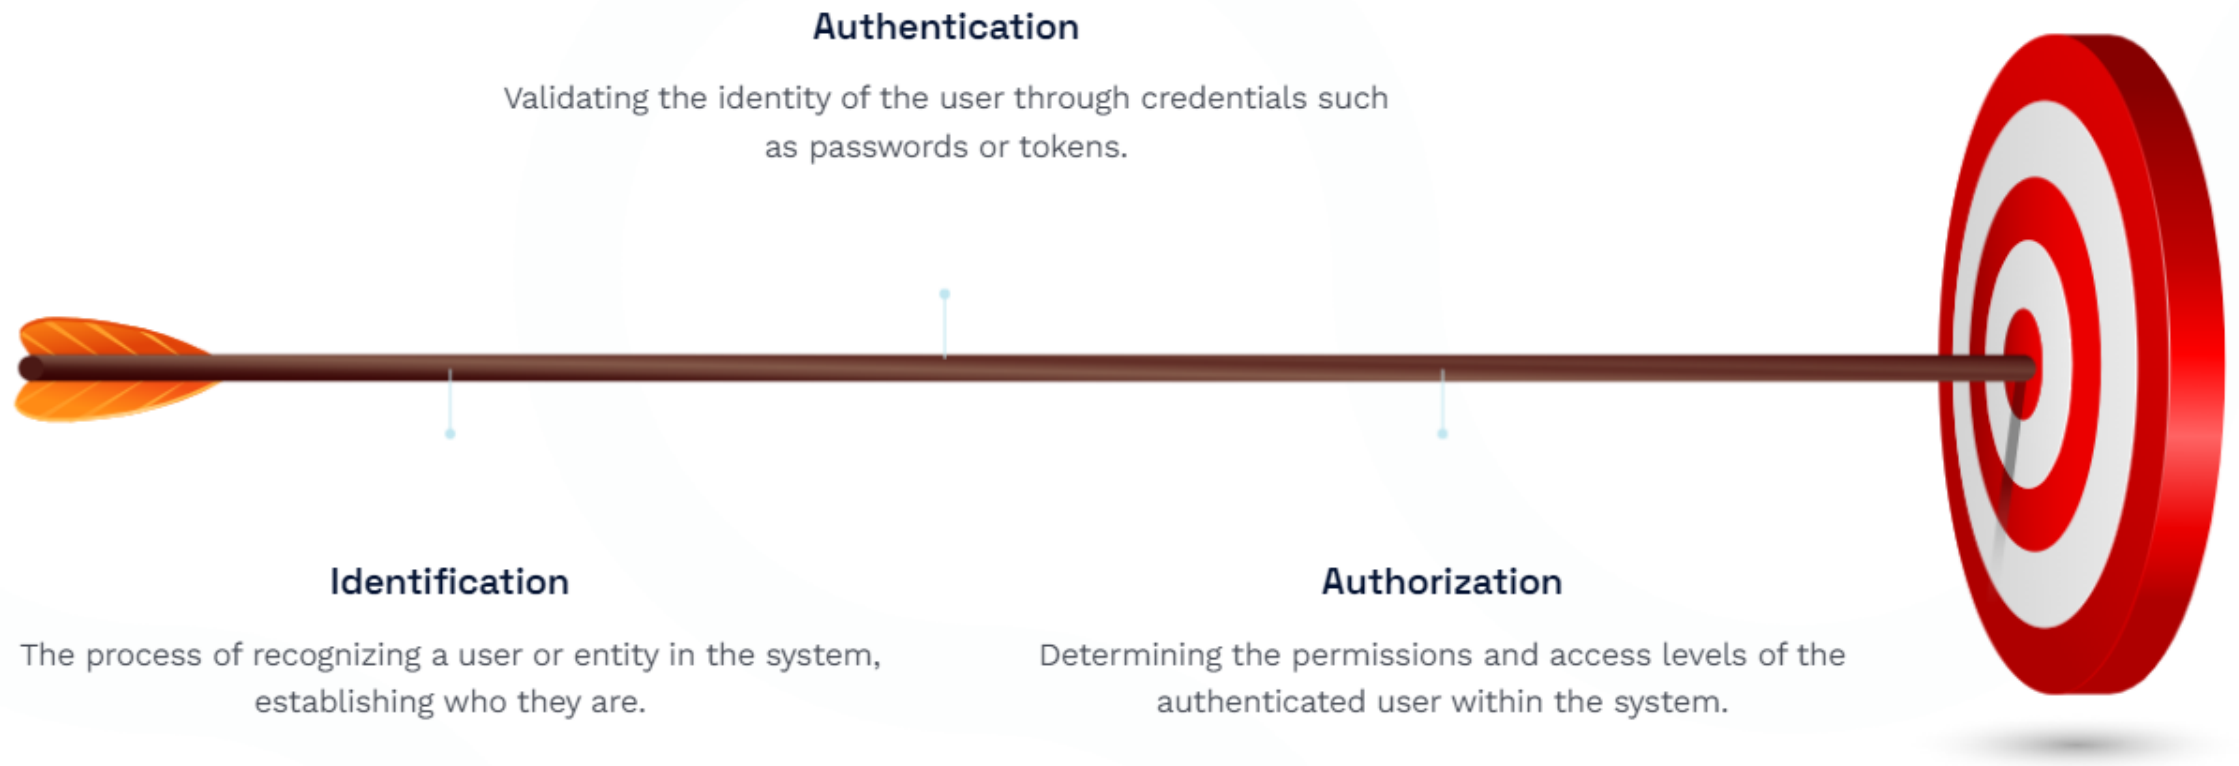 Authentication
Validating the identity of the user through credentials such
as passwords or tokens.
Identification
The process of recognizing a user or entity in the system,
establishing who they are.
Authorization
Determining the permissions and access levels of the
authenticated user within the system.